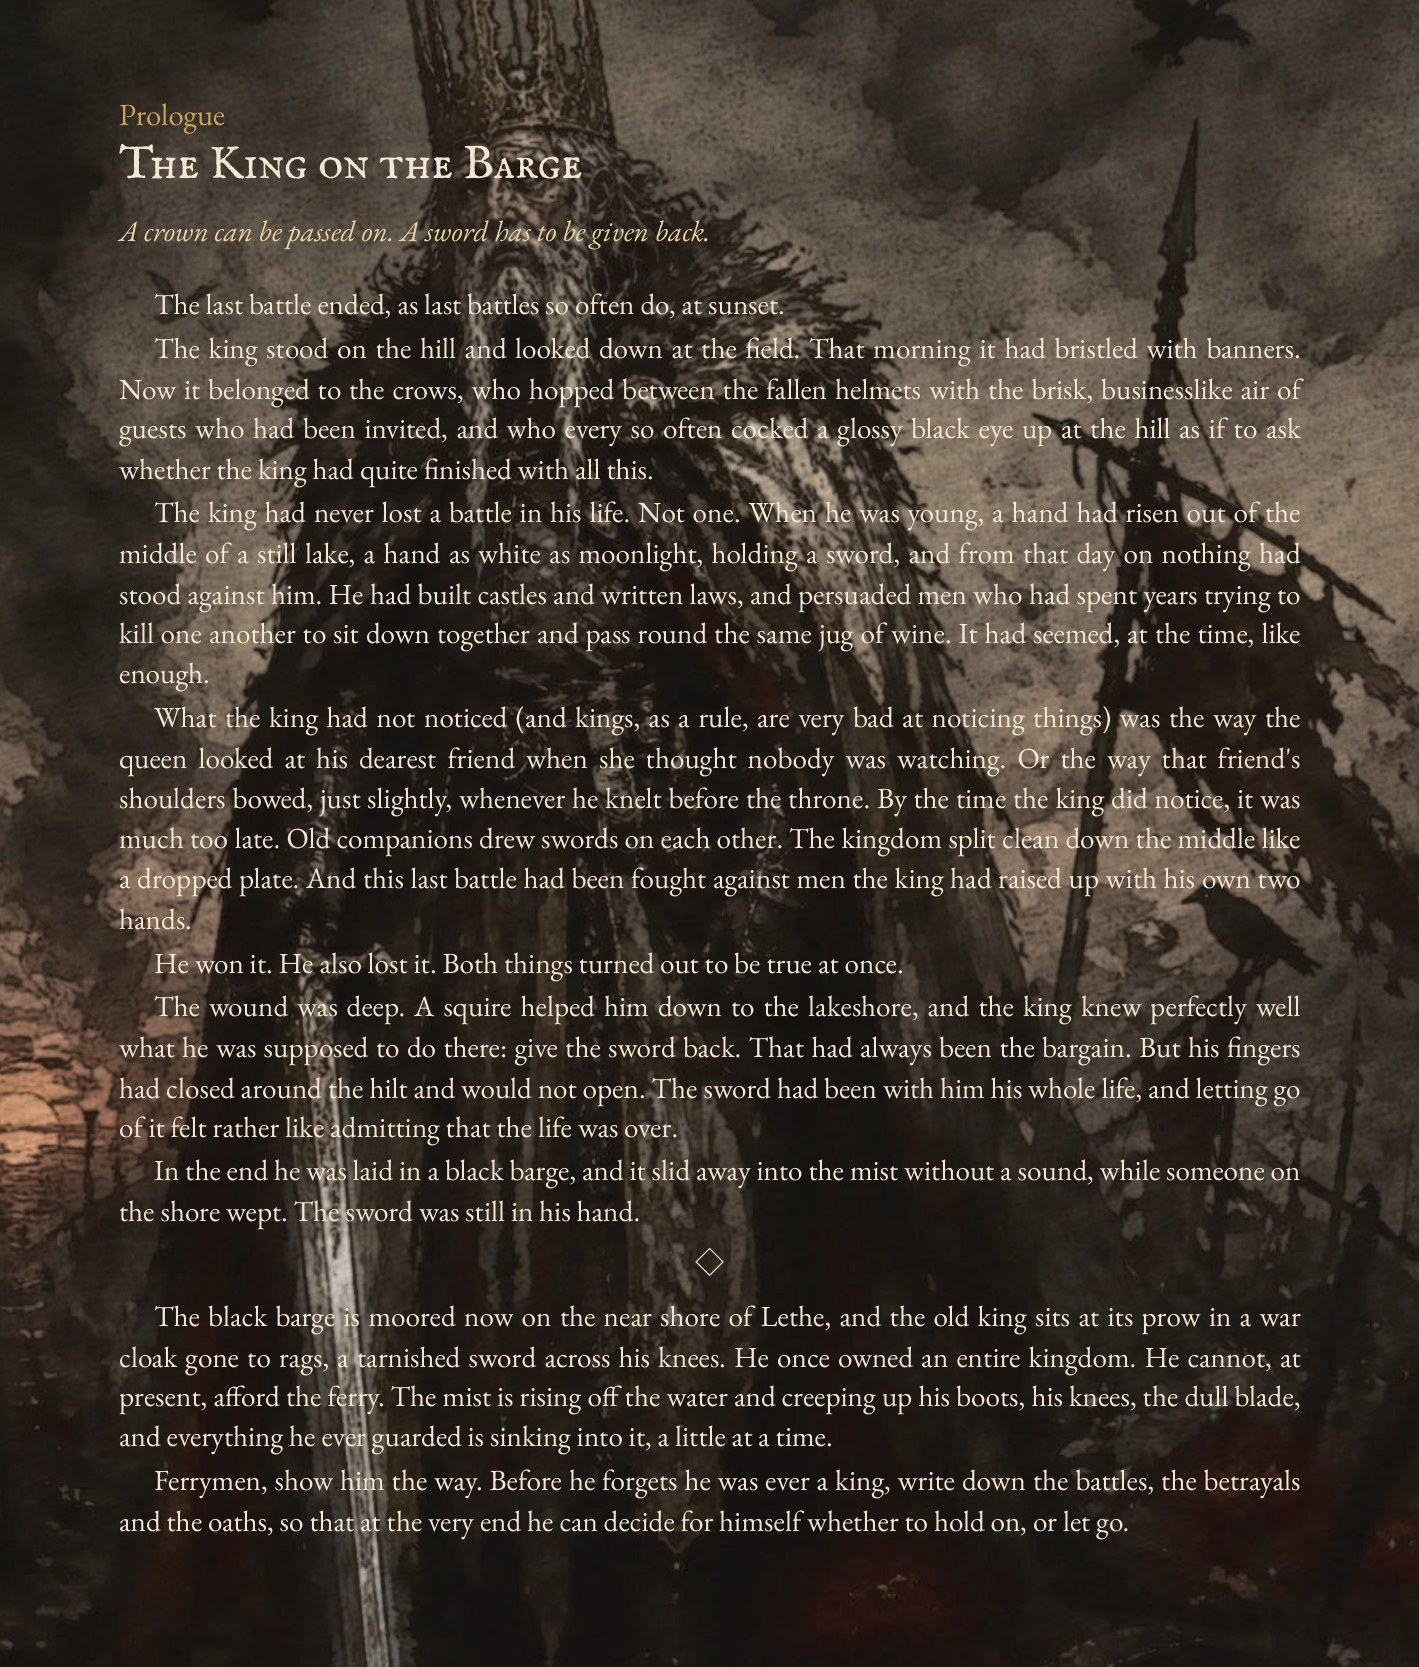 Prologue
The King on the Barge
A crown can be passed on. A sword has to be given back.
The last battle ended, as last battles so often do, at sunset.
The king stood on the hill and looked down at the field. That morning it had bristled with banners.
Now it belonged to the crows, who hopped between the fallen helmets with the brisk, businesslike air of
guests who had been invited, and who every so often cocked a glossy black eye up at the hill as if to ask
whether the king had quite finished with all this.
The king had never lost a battle in his life. Not one. When he was young, a hand had risen out of the
middle of a still lake, a hand as white as moonlight, holding a sword, and from that day on nothing had
stood against him. He had built castles and written laws, and persuaded men who had spent years trying to
kill one another to sit down together and pass round the same jug of wine. It had seemed, at the time, like
enough.
What the king had not noticed (and kings, as a rule, are very bad at noticing things) was the way the
queen looked at his dearest friend when she thought nobody was watching. Or the way that friend's
shoulders bowed, just slightly, whenever he knelt before the throne. By the time the king did notice, it was
much too late. Old companions drew swords on each other. The kingdom split clean down the middle like
a dropped plate. And this last battle had been fought against men the king had raised up with his own two
hands.
He won it. He also lost it. Both things turned out to be true at once.
The wound was deep. A squire helped him down to the lakeshore, and the king knew perfectly well
what he was supposed to do there: give the sword back. That had always been the bargain. But his fingers
had closed around the hilt and would not open. The sword had been with him his whole life, and letting go
of it felt rather like admitting that the life was over.
In the end he was laid in a black barge, and it slid away into the mist without a sound, while someone on
the shore wept. The sword was still in his hand.
The black barge is moored now on the near shore of Lethe, and the old king sits at its prow in a war
cloak gone to rags, a tarnished sword across his knees. He once owned an entire kingdom. He cannot, at
present, afford the ferry. The mist is rising off the water and creeping up his boots, his knees, the dull blade,
and everything he ever guarded is sinking into it, a little at a time.
Ferrymen, show him the way. Before he forgets he was ever a king, write down the battles, the betrayals
and the oaths, so that at the very end he can decide for himself whether to hold on, or let go.